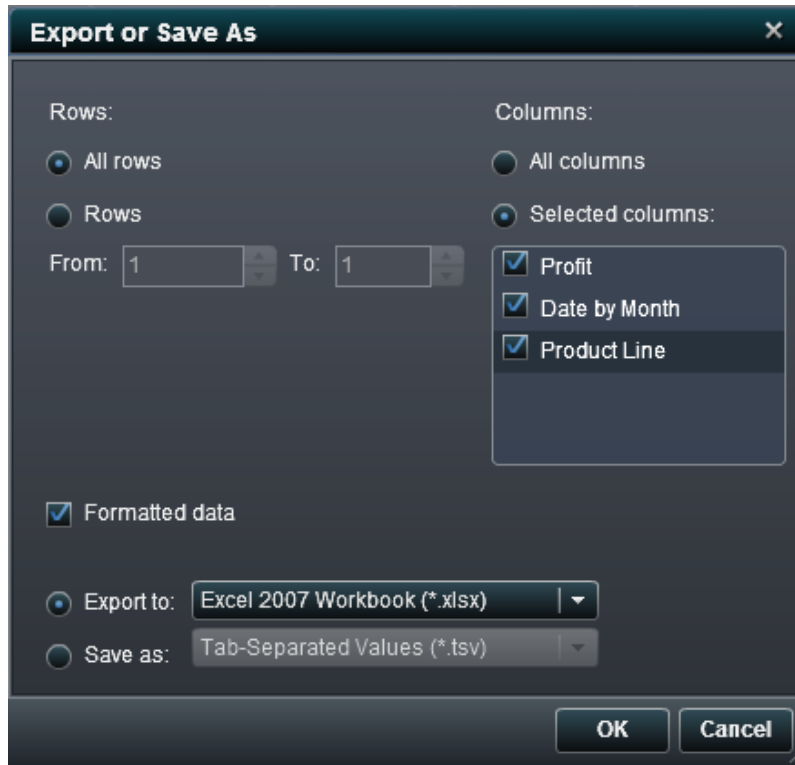 Export or Save As
Rows:
Columns:
All rows
All columns
Rows
Selected columns:
From: 1 To: 1
Profit
Date by Month
Product Line
Formatted data
Export to: Excel 2007 Workbook (*.xlsx)
Save as: Tab-Separated Values (*.tsv)
OK Cancel